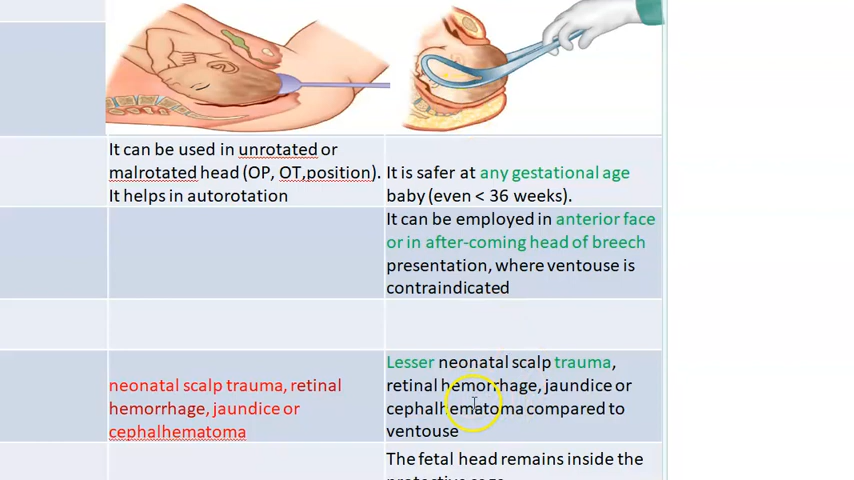 It can be used in unrotated or
malrotated head (OP, OT,position).
It helps in autorotation
It is safer at any gestational age
baby (even < 36 weeks).
It can be employed in anterior face
or in after-coming head of breech
presentation, where ventouse is
contraindicated
neonatal scalp trauma, retinal
hemorrhage, jaundice or
cephalhematoma
Lesser neonatal scalp trauma,
retinal hemorrhage, jaundice or
cephalhematoma compared to
ventouse
The fetal head remains inside the